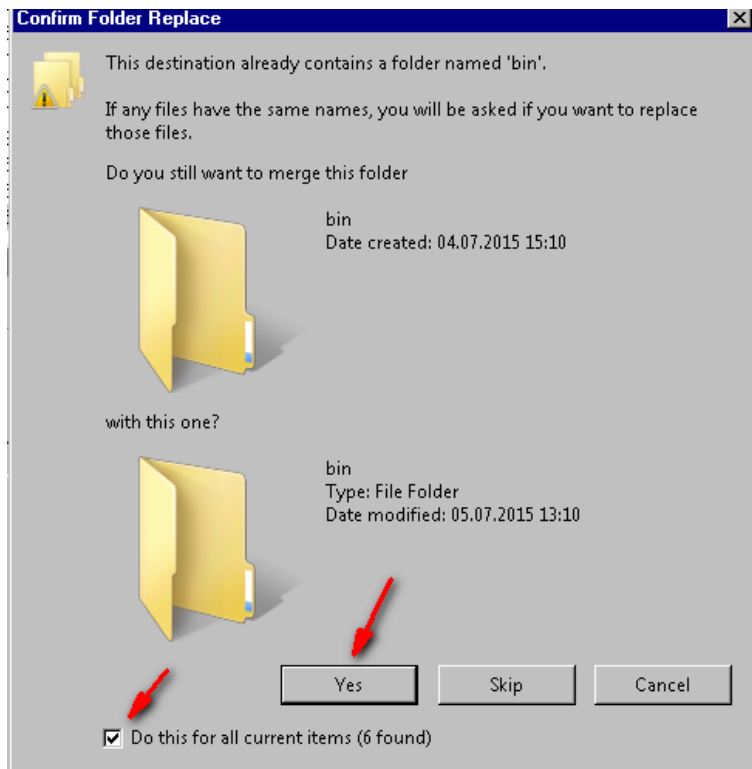 Confirm Folder Replace
This destination already contains a folder named 'bin'.
If any files have the same names, you will be asked if you want to replace
those files.
Do you still want to merge this folder
bin
Date created: 04.07.2015 15:10
with this one?
bin
Type: File Folder
Date modified: 05.07.2015 13:10
Yes
Skip
Cancel
Do this for all current items (6 found)